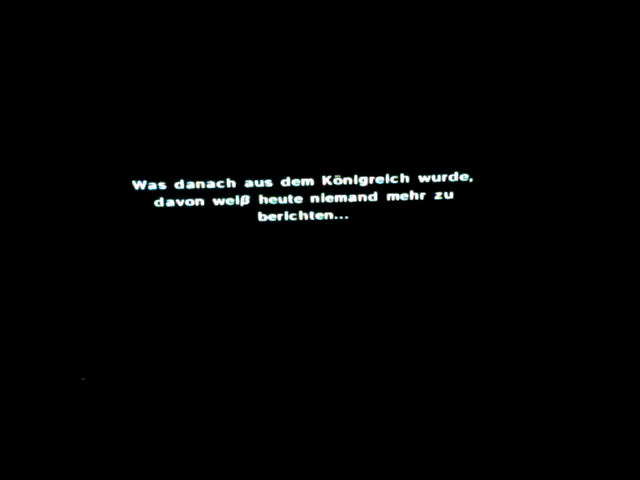 Was danach aus dem Königreich wurde,
davon weiß heute niemand mehr zu
berichten...